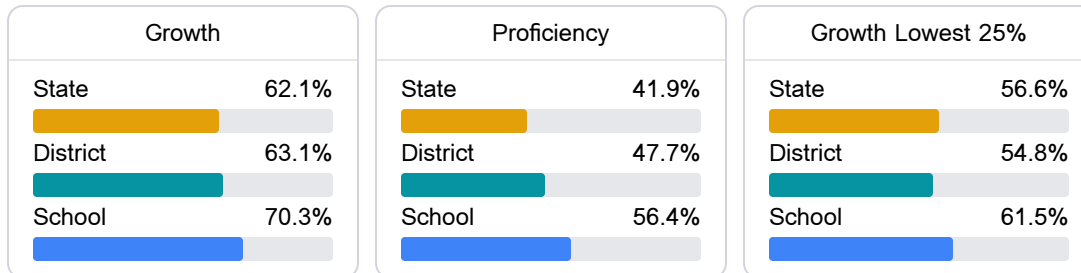 Growth
State 62.1%
District 63.1%
School 70.3%
Proficiency
State 41.9%
District 47.7%
School 56.4%
Growth Lowest 25%
State 56.6%
District 54.8%
School 61.5%